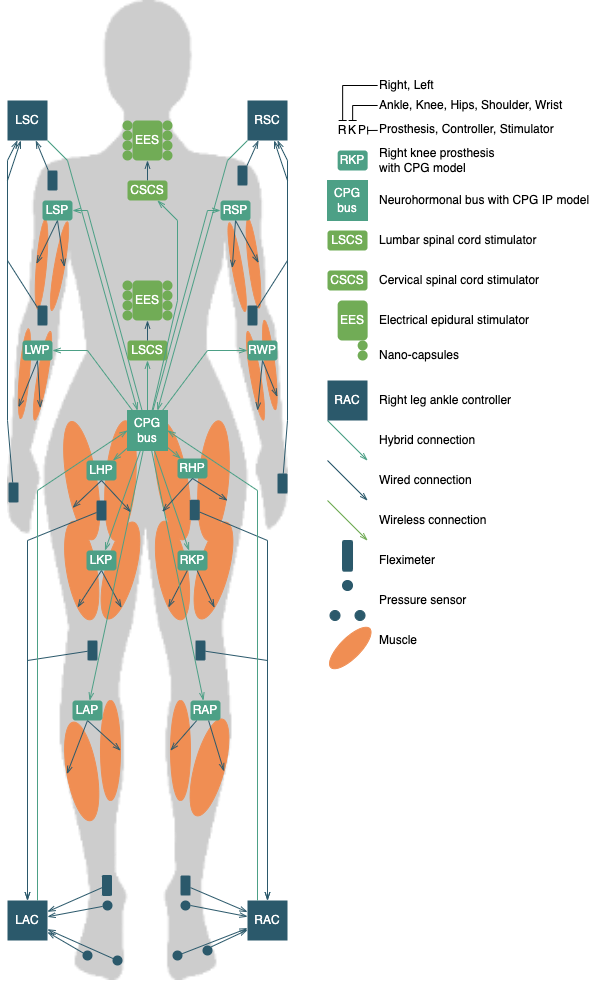 LSC
RSC
EES
CSCS
LSP
RSP
EES
LWP
LSCS
RWP
CPG
bus
LHP
RHP
LKP
RKP
LAP
RAP
LAC
RAC
Right, Left
Ankle, Knee, Hips, Shoulder, Wrist
RKP
Prosthesis, Controller, Stimulator
RKP
Right knee prosthesis
with CPG model
CPG
bus
Neurohormonal bus with CPG IP model
LSCS
Lumbar spinal cord stimulator
CSCS
Cervical spinal cord stimulator
EES
Electrical epidural stimulator
Nano-capsules
RAC
Right leg ankle controller
Hybrid connection
Wired connection
Wireless connection
Fleximeter
Pressure sensor
Muscle